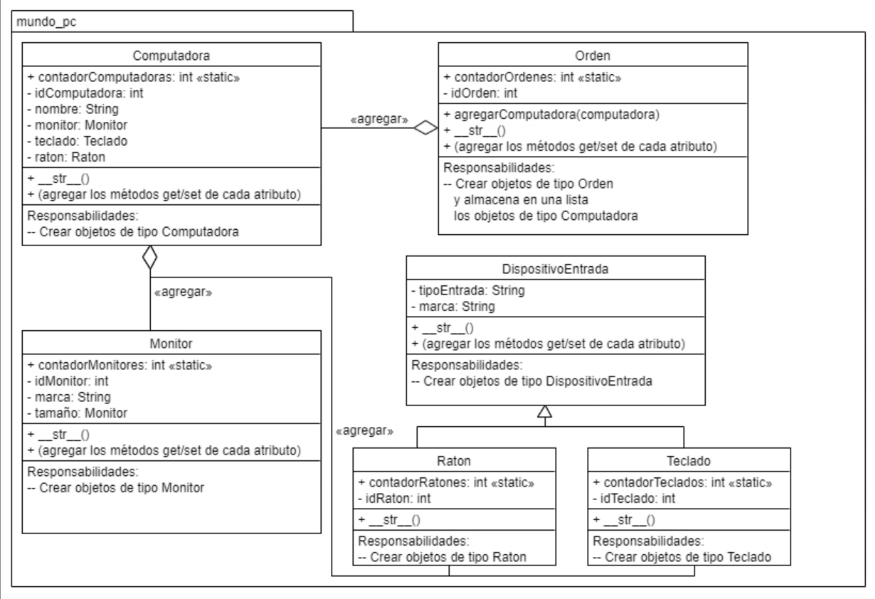 mundo_pc
Computadora
+ contadorComputadoras: int «static»
- idComputadora: int
- nombre: String
- monitor: Monitor
- teclado: Teclado
- raton: Raton
+ __str__()
+ (agregar los métodos get/set de cada atributo)
Responsabilidades:
-- Crear objetos de tipo Computadora
«agregar»
Orden
+ contadorOrdenes: int «static»
- idOrden: int
+ agregarComputadora(computadora)
+ __str__()
+ (agregar los métodos get/set de cada atributo)
Responsabilidades:
-- Crear objetos de tipo Orden
y almacena en una lista
los objetos de tipo Computadora
«agregar»
Monitor
+ contadorMonitores: int «static»
- idMonitor: int
- marca: String
- tamaño: Monitor
+ __str__()
+ (agregar los métodos get/set de cada atributo)
Responsabilidades:
-- Crear objetos de tipo Monitor
DispositivoEntrada
- tipoEntrada: String
- marca: String
+ __str__()
+ (agregar los métodos get/set de cada atributo)
Responsabilidades:
-- Crear objetos de tipo DispositivoEntrada
«agregar»
Raton
+ contadorRatones: int «static»
- idRaton: int
+ __str__()
Responsabilidades:
-- Crear objetos de tipo Raton
Teclado
+ contadorTeclados: int «static»
- idTeclado: int
+ __str__()
Responsabilidades:
-- Crear objetos de tipo Teclado